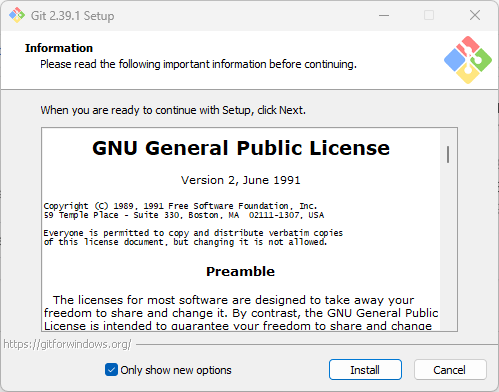 Git 2.39.1 Setup
Information
Please read the following important information before continuing.
When you are ready to continue with Setup, click Next.
GNU General Public License
Version 2, June 1991
Copyright (C) 1989, 1991 Free Software Foundation, Inc.
59 Temple Place - Suite 330, Boston, MA  02111-1307, USA
Everyone is permitted to copy and distribute verbatim copies
of this license document, but changing it is not allowed.
Preamble
The licenses for most software are designed to take away your
freedom to share and change it. By contrast, the GNU General Public
License is intended to guarantee your freedom to share and change
https://gitforwindows.org/
Only show new options
Install
Cancel